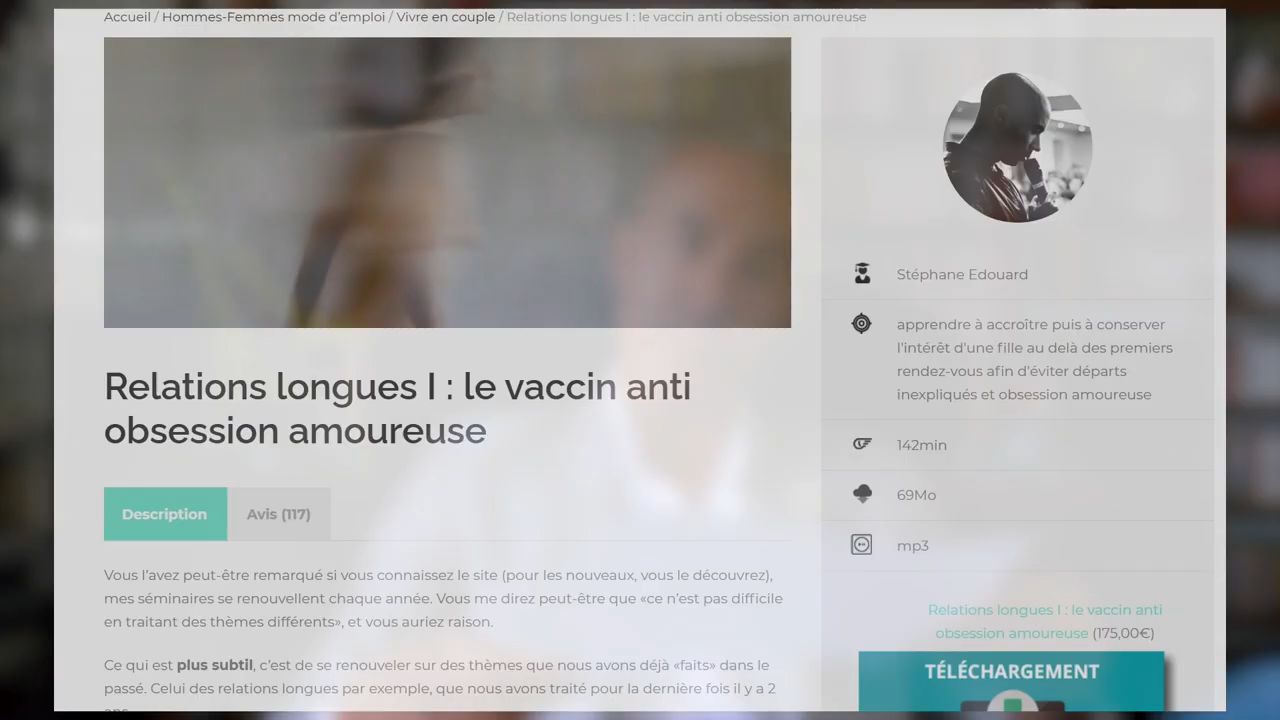 Accueil / Hommes-Femmes mode d'emploi / Vivre en couple / Relations longues I : le vaccin anti obsession amoureuse
Relations longues I : le vaccin anti
obsession amoureuse
Description
Avis (117)
Vous l'avez peut-être remarqué si vous connaissez le site (pour les nouveaux, vous le découvrez),
mes séminaires se renouvellent chaque année. Vous me direz peut-être que «ce n'est pas difficile
en traitant des thèmes différents», et vous auriez raison.
Ce qui est plus subtil, c'est de se renouveler sur des thèmes que nous avons déjà «faits» dans le
passé. Celui des relations longues par exemple, que nous avons traité pour la dernière fois il y a 2
ans.
Stéphane Edouard
apprendre à accroître puis à conserver
l'intérêt d'une fille au delà des premiers
rendez-vous afin d'éviter départs
inexpliqués et obsession amoureuse
142min
69Mo
mp3
Relations longues I : le vaccin anti
obsession amoureuse (175,00€)
TÉLÉCHARGEMENT